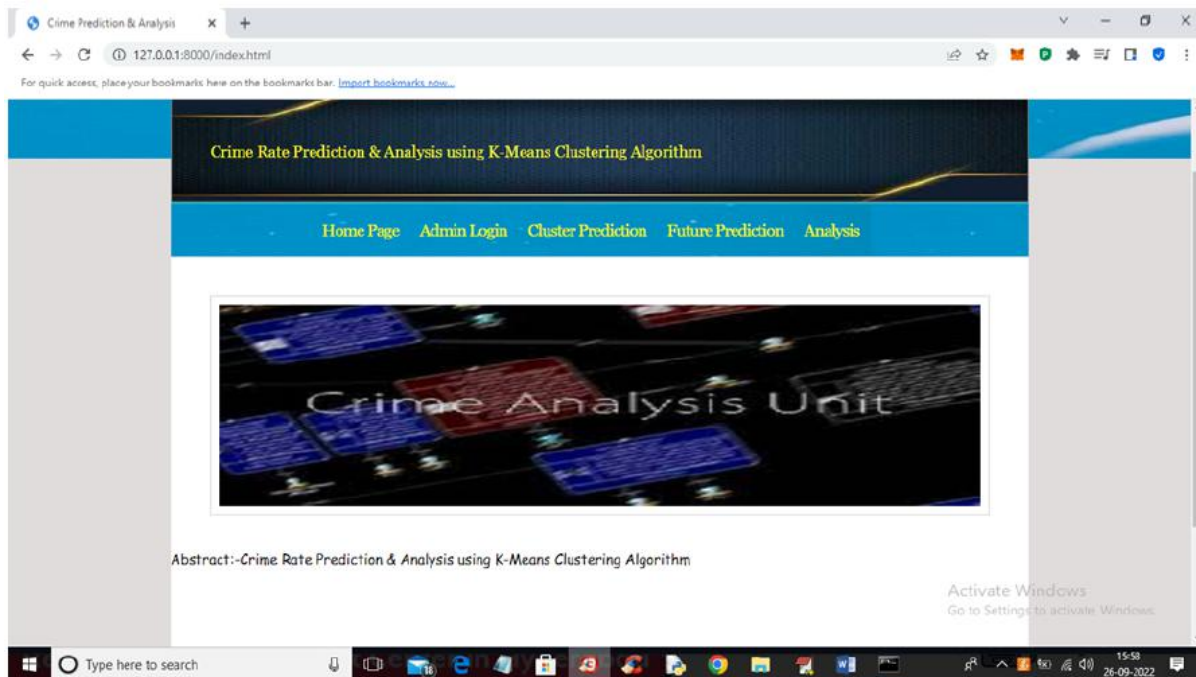 Crime Prediction & Analysis
127.0.0.1:8000/index.html
For quick access, place your bookmarks here on the bookmarks bar. Import bookmarks now...
Crime Rate Prediction & Analysis using K-Means Clustering Algorithm
Home Page Admin Login Cluster Prediction Future Prediction Analysis
Crime Analysis Unit
Abstract:-Crime Rate Prediction & Analysis using K-Means Clustering Algorithm
Activate Windows
Go to Settings to activate Windows.
Type here to search
15:58
26-09-2022